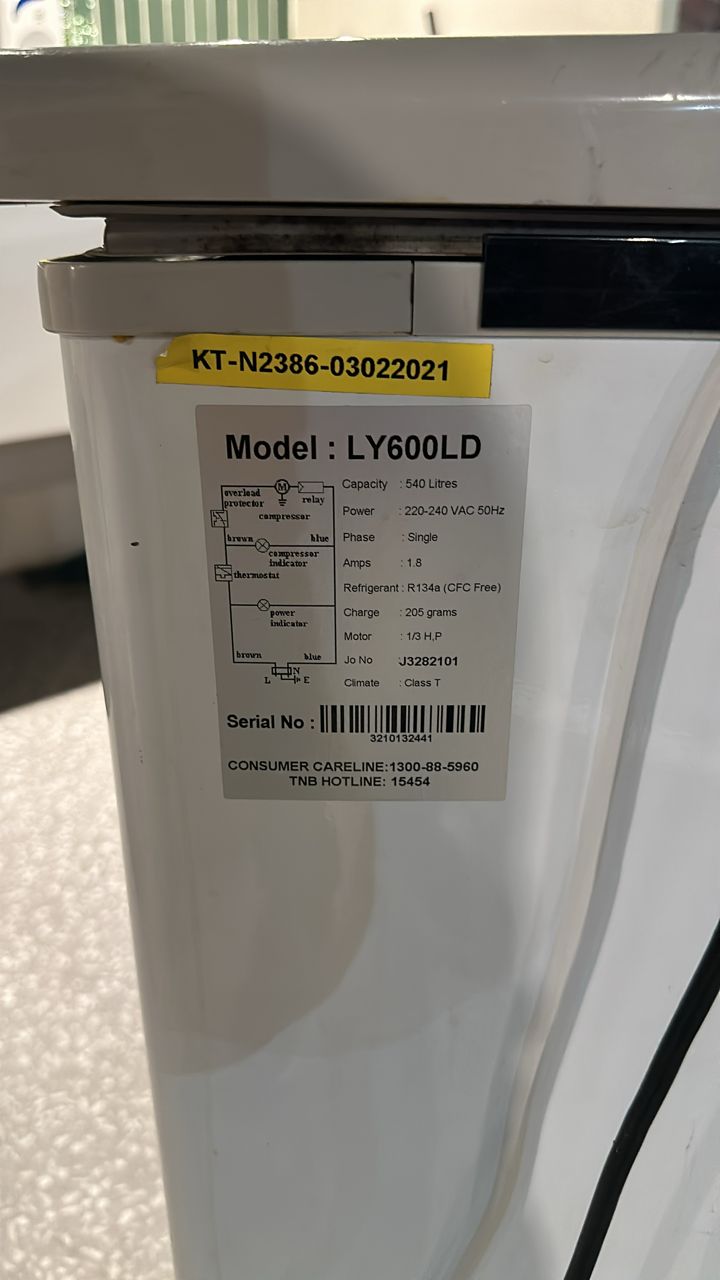 KT-N2386-03022021
Model : LY600LD
overload
protector
M
relay
compressor
brown
blue
compressor
indicator
thermostat
power
indicator
brown
blue
L
N
E
Capacity : 540 Litres
Power : 220-240 VAC 50Hz
Phase : Single
Amps : 1.8
Refrigerant : R134a (CFC Free)
Charge : 205 grams
Motor : 1/3 H,P
Jo No : J3282101
Climate : Class T
Serial No :
3210132441
CONSUMER CARELINE:1300-88-5960
TNB HOTLINE: 15454